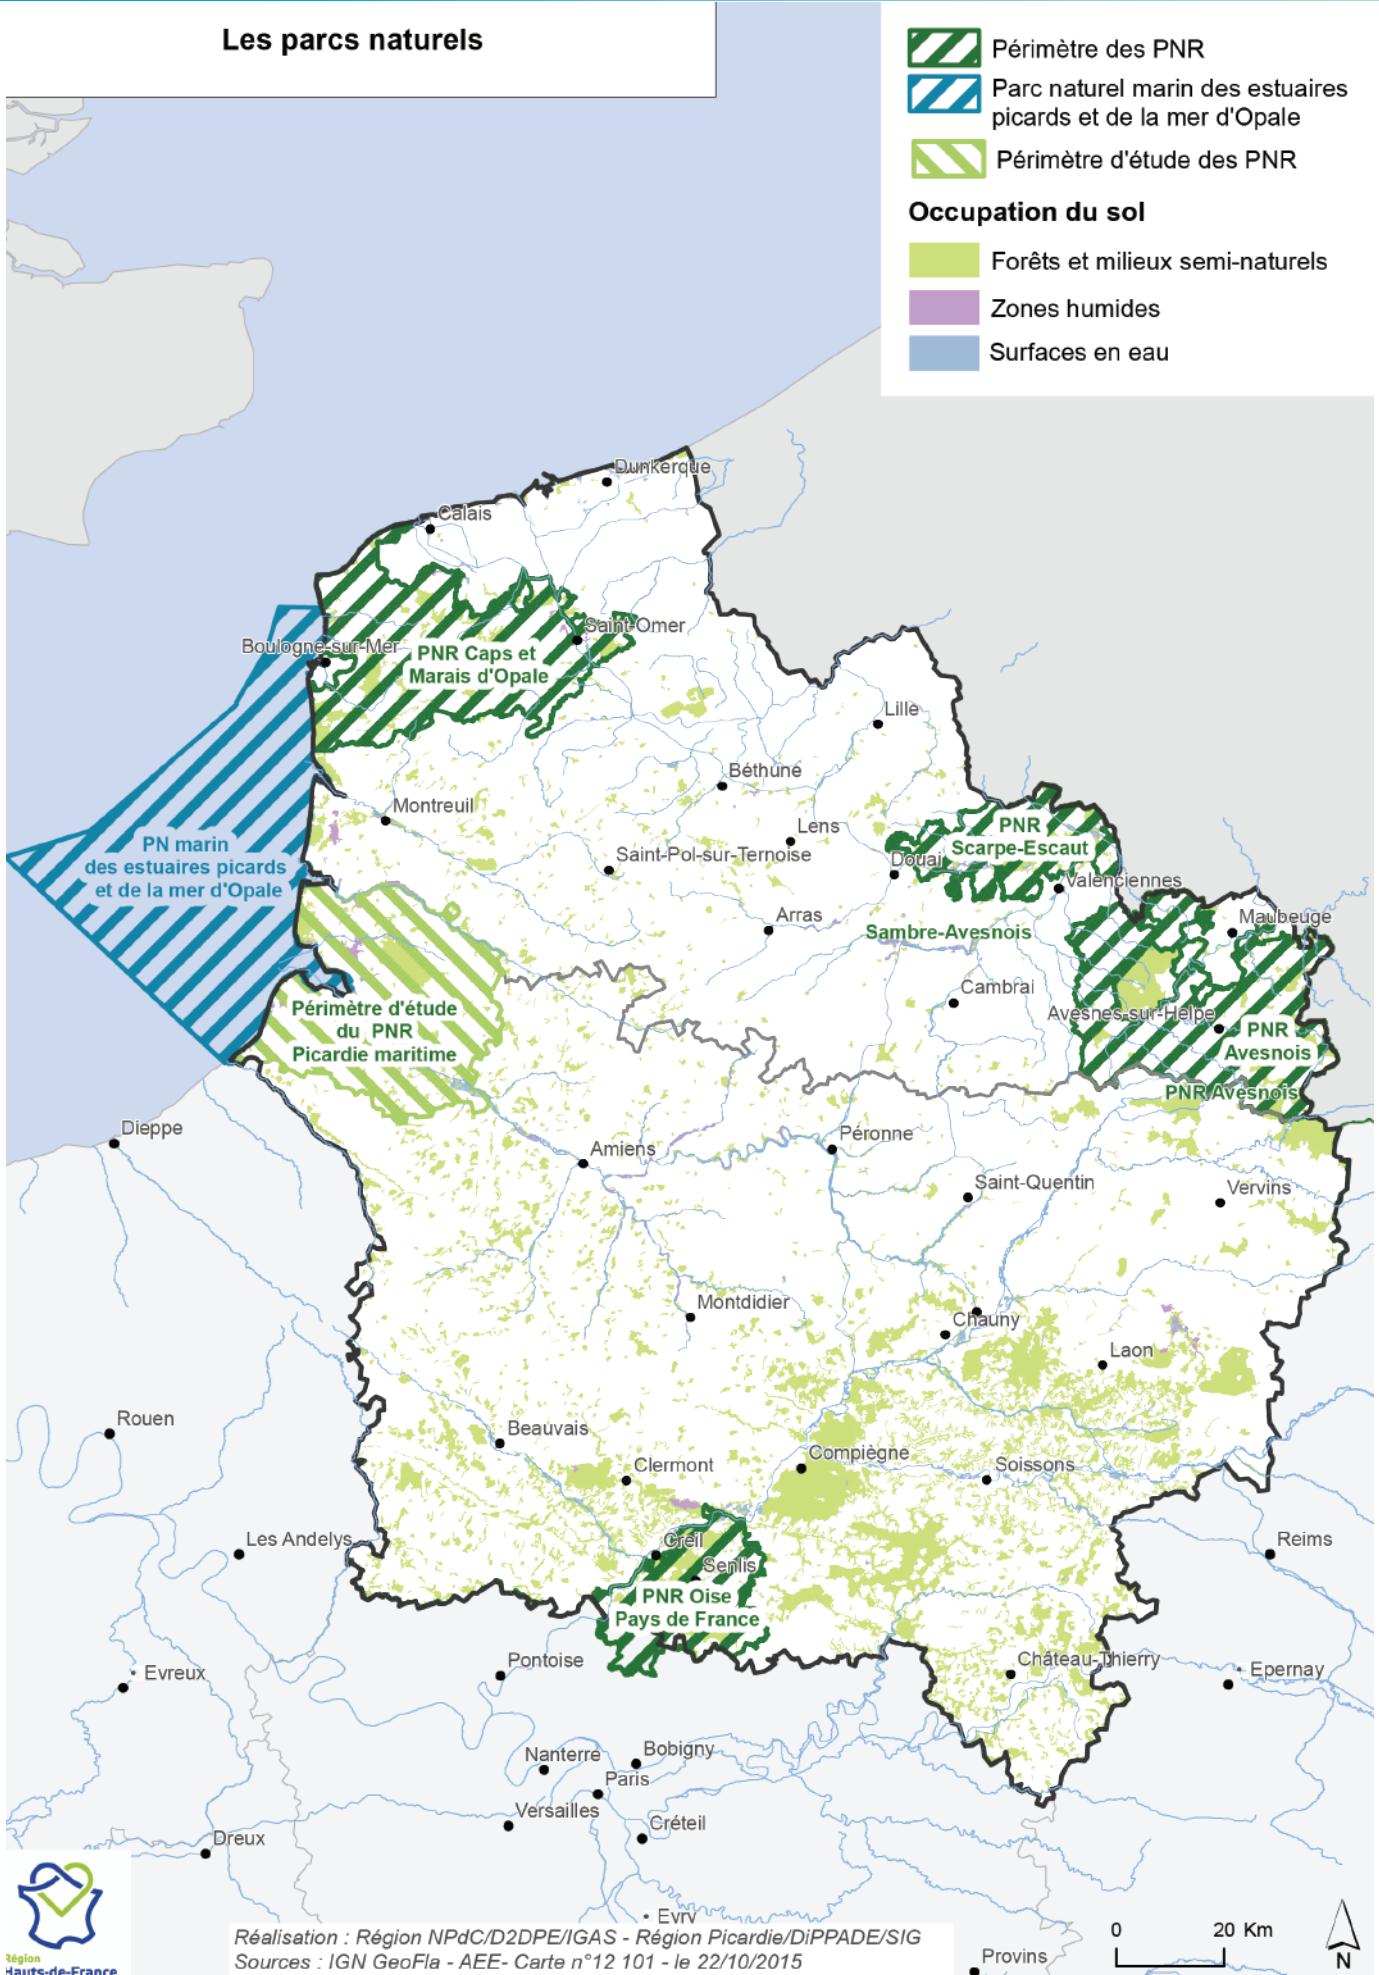 Les parcs naturels
Périmètre des PNR
Parc naturel marin des estuaires
picards et de la mer d'Opale
Périmètre d'étude des PNR
Occupation du sol
Forêts et milieux semi-naturels
Zones humides
Surfaces en eau
Dunkerque
Calais
Saint-Omer
Boulogne-sur-Mer
PNR Caps et
Marais d'Opale
Lille
Béthune
Montreuil
Lens
PNR
Scarpe-Escaut
PN marin
des estuaires picards
et de la mer d'Opale
Saint-Pol-sur-Ternoise
Douai
Valenciennes
Arras
Maubeuge
Sambre-Avesnois
Cambrai
Périmètre d'étude
du PNR
Picardie maritime
Avesnes-sur-Helpe
PNR
Avesnois
PNR Avesnois
Dieppe
Péronne
Amiens
Saint-Quentin
Vervins
Montdidier
Chauny
Laon
Rouen
Beauvais
Compiègne
Clermont
Soissons
Les Andelys
Creil
Reims
Senlis
PNR Oise
Pays de France
Pontoise
Château-Thierry
Evreux
Epernay
Nanterre
Bobigny
Paris
Versailles
Créteil
Dreux
Evry
Provins
0 20 Km
N
Région
Hauts-de-France
Réalisation : Région NPdC/D2DPE/IGAS - Région Picardie/DiPPADE/SIG
Sources : IGN GeoFla - AEE- Carte n°12 101 - le 22/10/2015